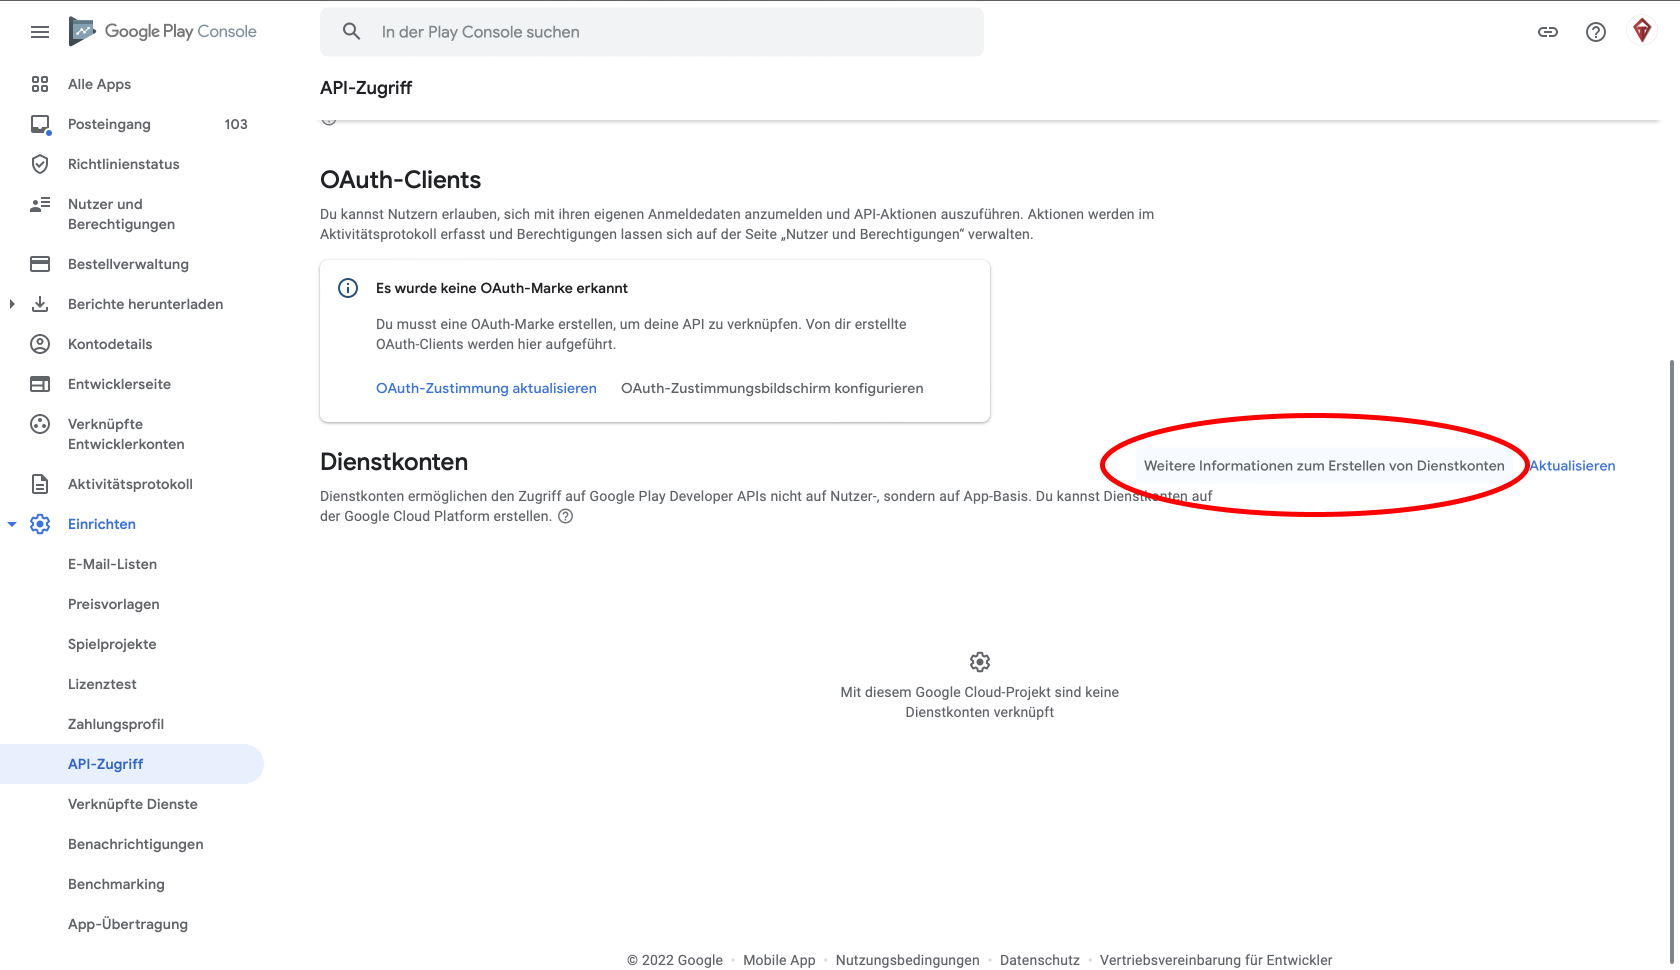 Google Play Console
In der Play Console suchen
Alle Apps
Posteingang 103
Richtlinienstatus
Nutzer und
Berechtigungen
Bestellverwaltung
Berichte herunterladen
Kontodetails
Entwicklerseite
Verknüpfte
Entwicklerkonten
Aktivitätsprotokoll
Einrichten
E-Mail-Listen
Preisvorlagen
Spielprojekte
Lizenztest
Zahlungsprofil
API-Zugriff
Verknüpfte Dienste
Benachrichtigungen
Benchmarking
App-Übertragung
API-Zugriff
OAuth-Clients
Du kannst Nutzern erlauben, sich mit ihren eigenen Anmeldedaten anzumelden und API-Aktionen auszuführen. Aktionen werden im
Aktivitätsprotokoll erfasst und Berechtigungen lassen sich auf der Seite „Nutzer und Berechtigungen“ verwalten.
Es wurde keine OAuth-Marke erkannt
Du musst eine OAuth-Marke erstellen, um deine API zu verknüpfen. Von dir erstellte
OAuth-Clients werden hier aufgeführt.
OAuth-Zustimmung aktualisieren OAuth-Zustimmungsbildschirm konfigurieren
Dienstkonten
Weitere Informationen zum Erstellen von Dienstkonten Aktualisieren
Dienstkonten ermöglichen den Zugriff auf Google Play Developer APIs nicht auf Nutzer-, sondern auf App-Basis. Du kannst Dienstkonten auf
der Google Cloud Platform erstellen.
Mit diesem Google Cloud-Projekt sind keine
Dienstkonten verknüpft
© 2022 Google · Mobile App · Nutzungsbedingungen · Datenschutz · Vertriebsvereinbarung für Entwickler